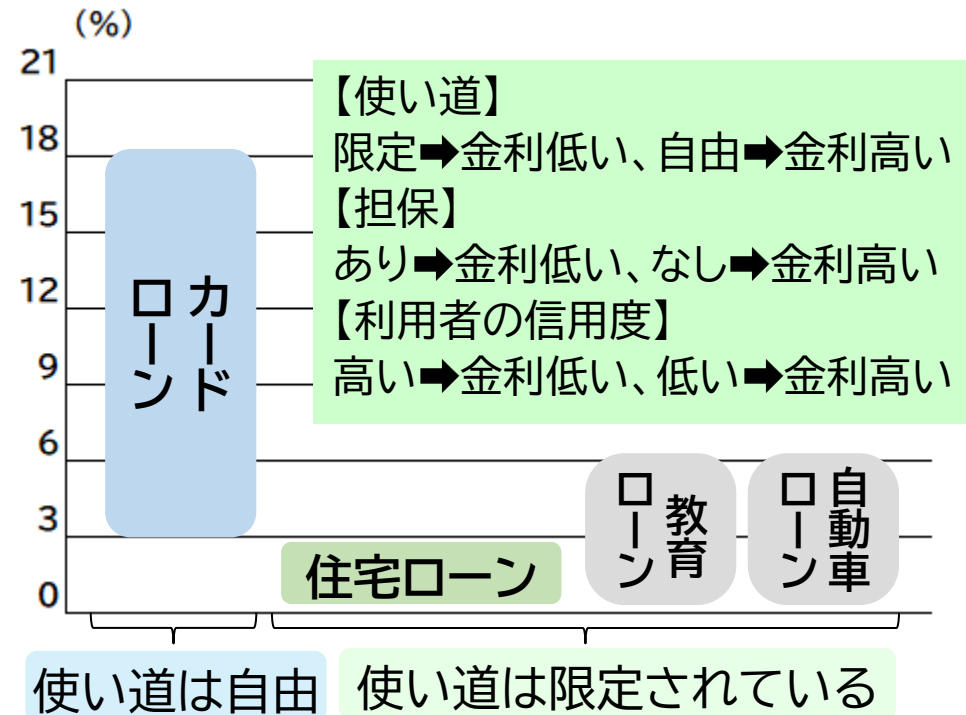 (%)
21
18
15
12
9
6
3
0
【使い道】
限定➡金利低い、自由➡金利高い
【担保】
あり➡金利低い、なし➡金利高い
【利用者の信用度】
高い➡金利低い、低い➡金利高い
カード
ローン
住宅ローン
教育
ローン
自動車
ローン
使い道は自由
使い道は限定されている